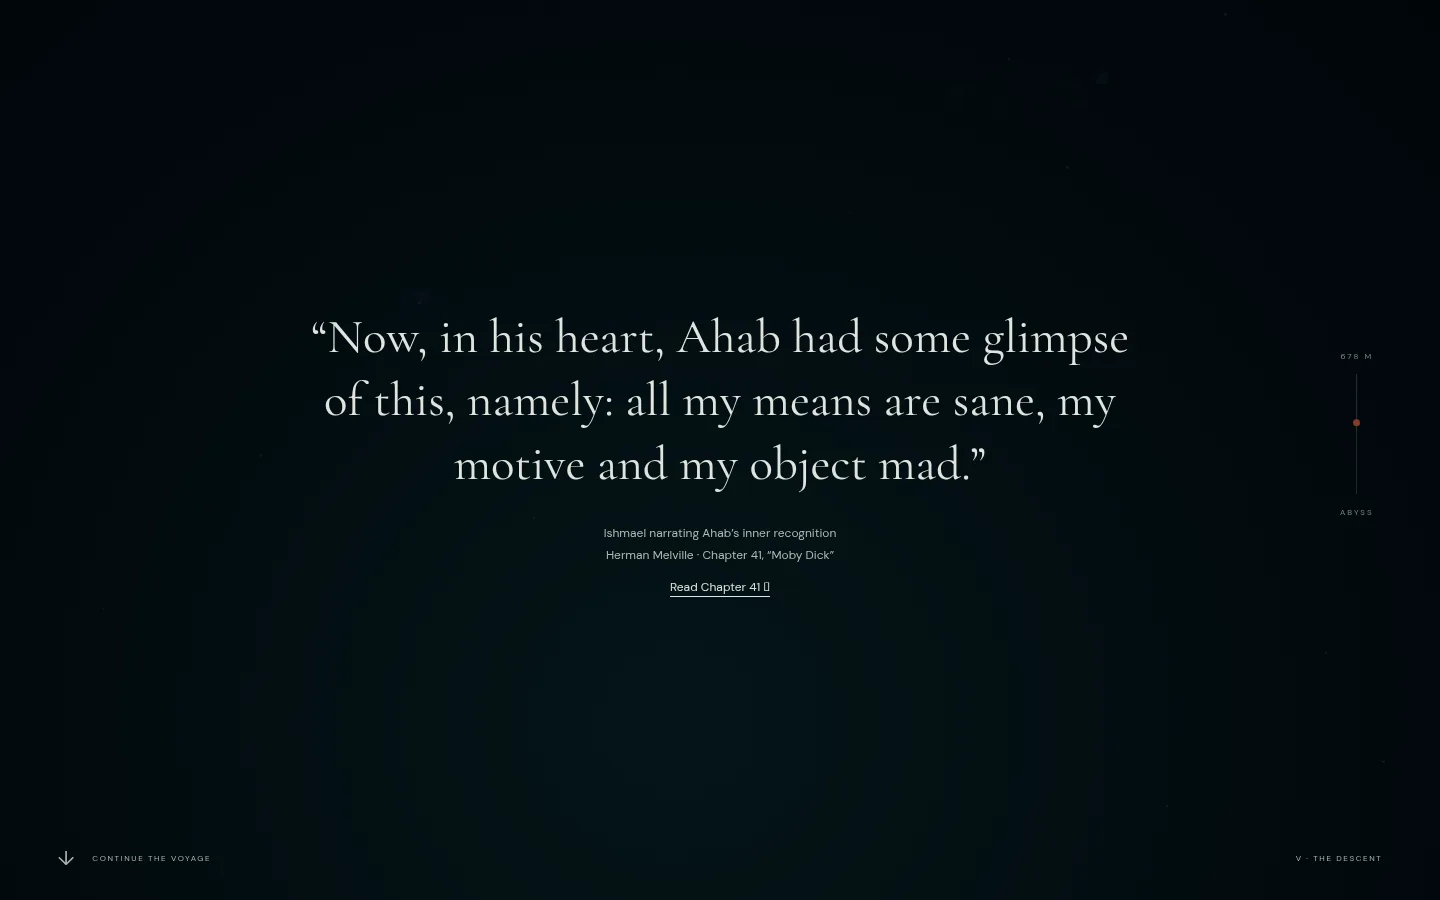 “Now, in his heart, Ahab had some glimpse
of this, namely: all my means are sane, my
motive and my object mad.”
Ishmael narrating Ahab’s inner recognition
Herman Melville · Chapter 41, “Moby Dick”
Read Chapter 41
678 M
ABYSS
CONTINUE THE VOYAGE
V · THE DESCENT